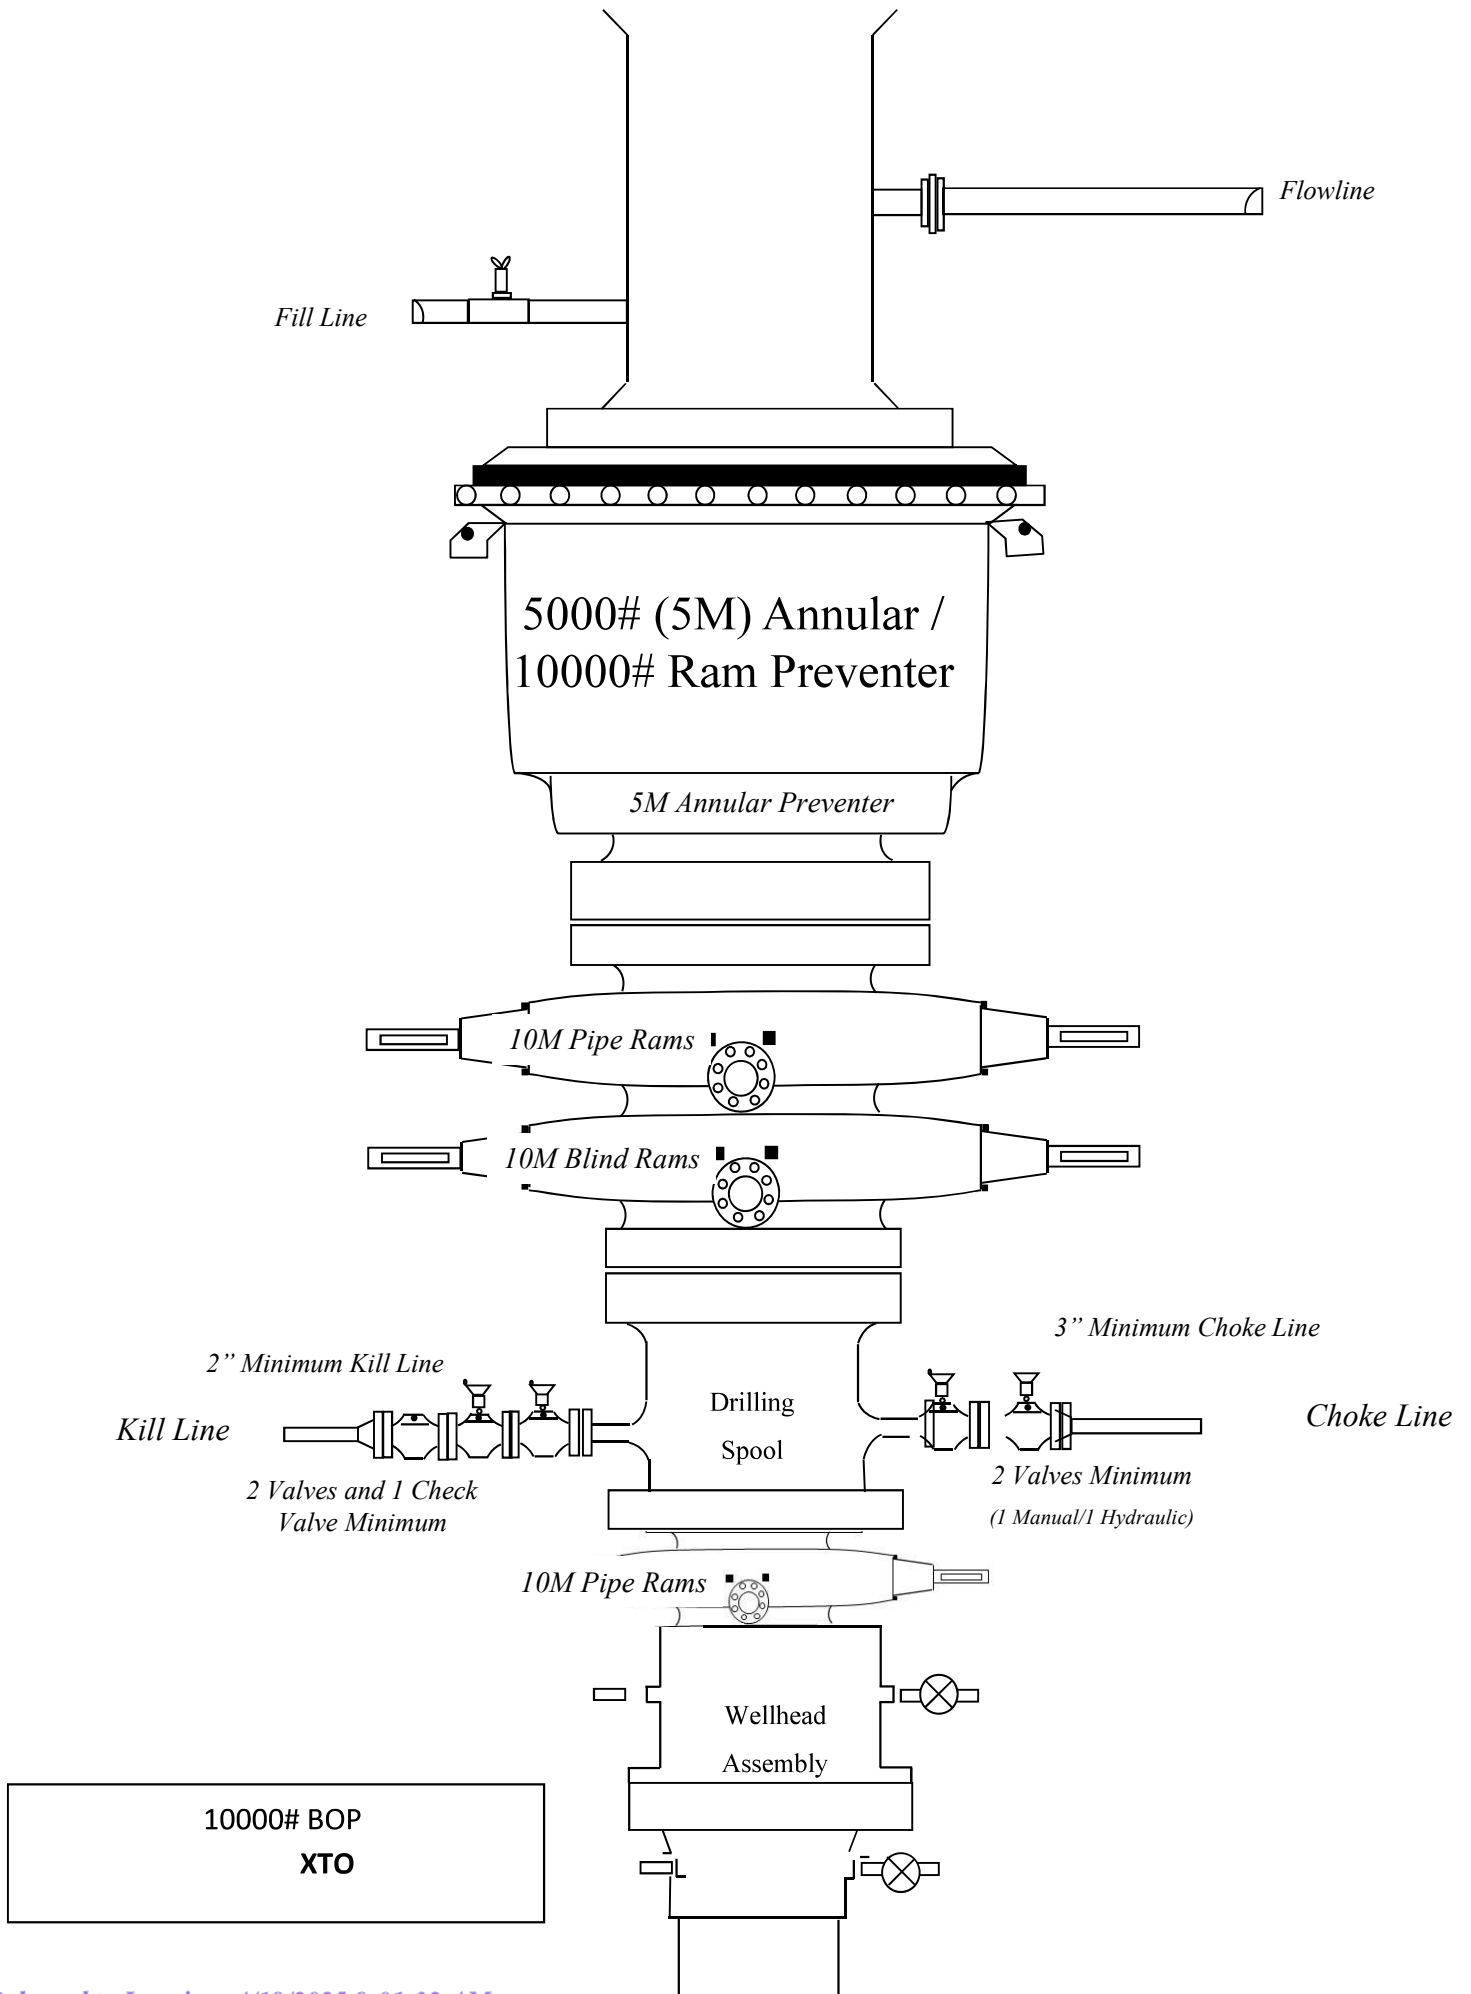 Flowline
Fill Line
5000# (5M) Annular /
10000# Ram Preventer
5M Annular Preventer
10M Pipe Rams
10M Blind Rams
3” Minimum Choke Line
2” Minimum Kill Line
Drilling
Spool
Kill Line
Choke Line
2 Valves and 1 Check
Valve Minimum
2 Valves Minimum
(1 Manual/1 Hydraulic)
10M Pipe Rams
Wellhead
Assembly
10000# BOP
XTO